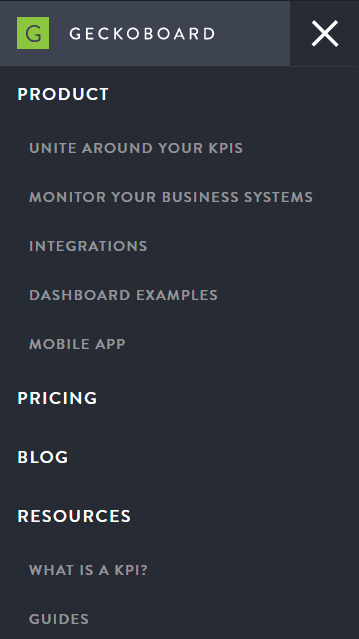 G GECKOBOARD
PRODUCT
UNITE AROUND YOUR KPIS
MONITOR YOUR BUSINESS SYSTEMS
INTEGRATIONS
DASHBOARD EXAMPLES
MOBILE APP
PRICING
BLOG
RESOURCES
WHAT IS A KPI?
GUIDES